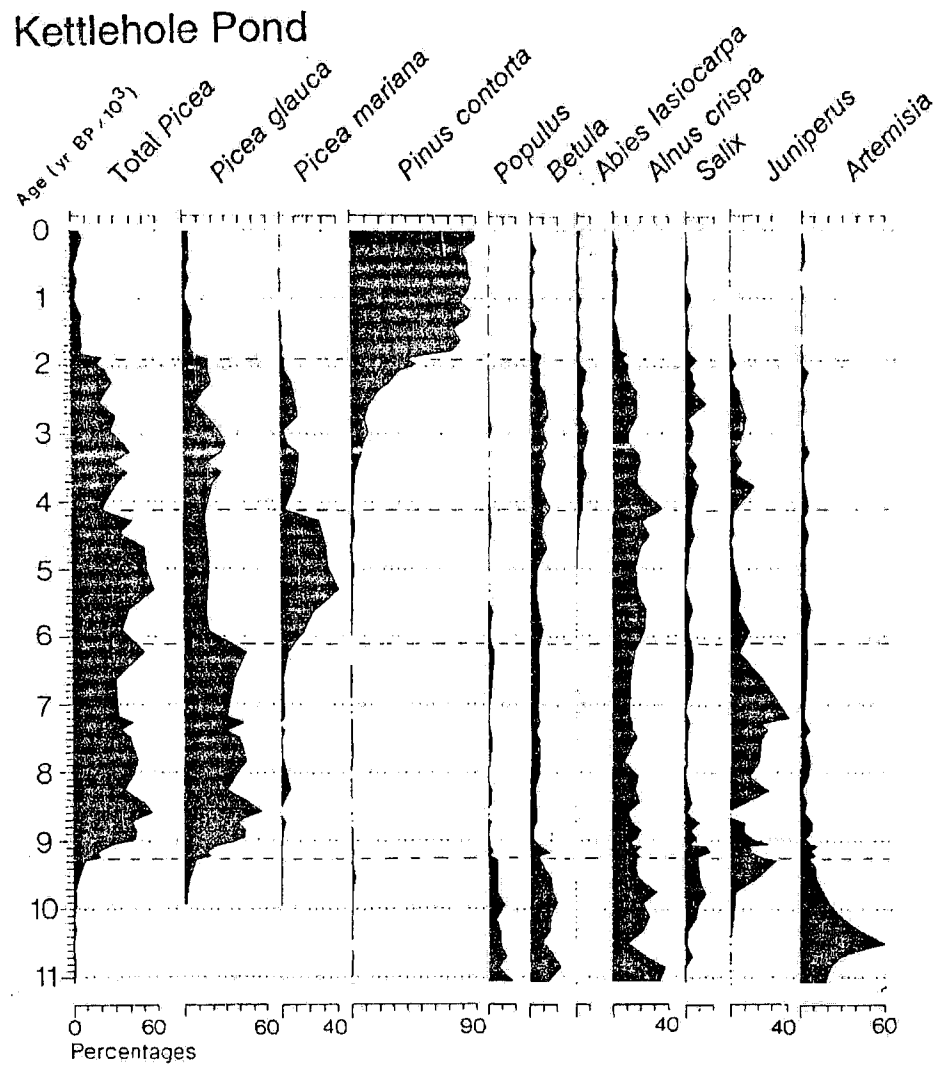 Kettlehole Pond
Age (yr BP × 10³)
Total Picea
Picea glauca
Picea mariana
Pinus contorta
Populus
Betula
Abies lasiocarpa
Alnus crispa
Salix
Juniperus
Artemisia
0
1
2
3
4
5
6
7
8
9
10
11
0 60 60 40 90 40 40 60
Percentages